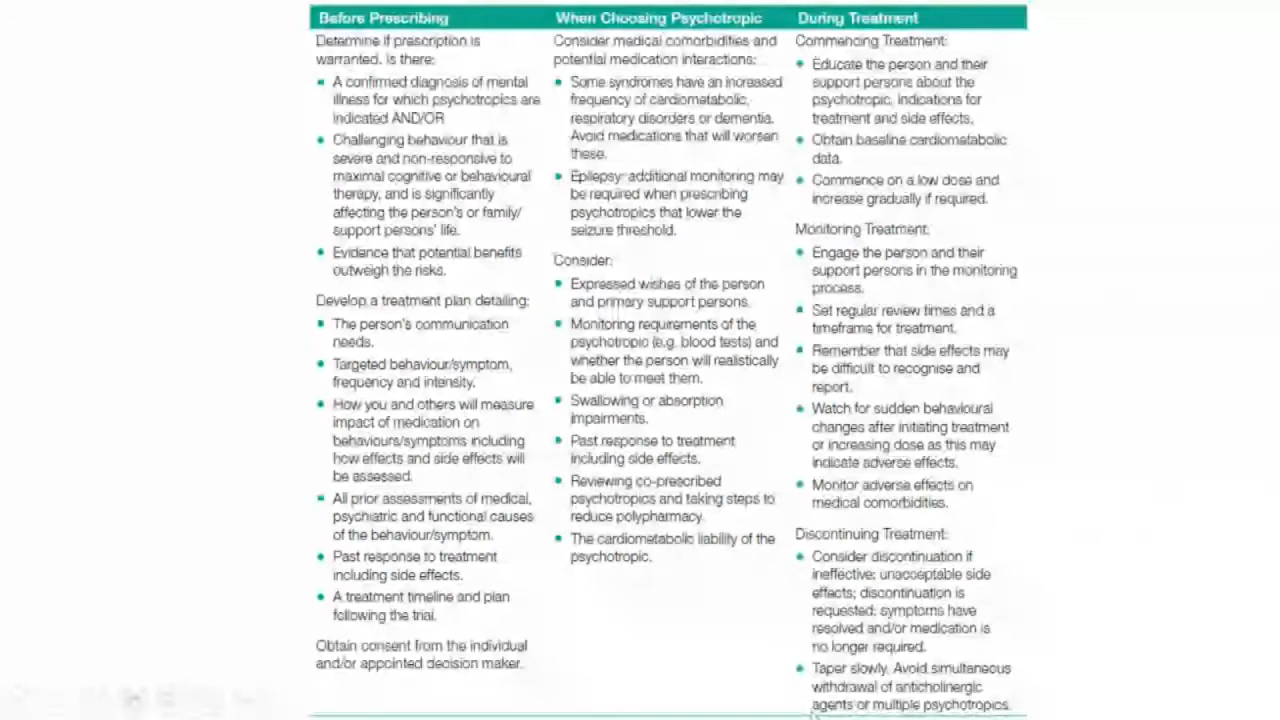 Before Prescribing
Determine if prescription is
warranted. Is there:
A confirmed diagnosis of mental
illness for which psychotropics are
indicated AND/OR
Challenging behaviour that is
severe and non-responsive to
maximal cognitive or behavioural
therapy, and is significantly
affecting the person's or family/
support persons' life.
Evidence that potential benefits
outweigh the risks.
Develop a treatment plan detailing:
The person's communication
needs.
Targeted behaviour/symptom,
frequency and intensity.
How you and others will measure
impact of medication on
behaviours/symptoms including
how effects and side effects will
be assessed.
All prior assessments of medical,
psychiatric and functional causes
of the behaviour/symptom.
Past response to treatment
including side effects.
A treatment timeline and plan
following the trial.
Obtain consent from the individual
and/or appointed decision maker.
When Choosing Psychotropic
Consider medical comorbidities and
potential medication interactions:
Some syndromes have an increased
frequency of cardiometabolic,
respiratory disorders or dementia.
Avoid medications that will worsen
these.
Epilepsy: additional monitoring may
be required when prescribing
psychotropics that lower the
seizure threshold.
Consider:
Expressed wishes of the person
and primary support persons.
Monitoring requirements of the
psychotropic (e.g. blood tests) and
whether the person will realistically
be able to meet them.
Swallowing or absorption
impairments.
Past response to treatment
including side effects.
Reviewing co-prescribed
psychotropics and taking steps to
reduce polypharmacy.
The cardiometabolic liability of the
psychotropic.
During Treatment
Commencing Treatment:
Educate the person and their
support persons about the
psychotropic, indications for
treatment and side effects.
Obtain baseline cardiometabolic
data.
Commence on a low dose and
increase gradually if required.
Monitoring Treatment:
Engage the person and their
support persons in the monitoring
process.
Set regular review times and a
timeframe for treatment.
Remember that side effects may
be difficult to recognise and
report.
Watch for sudden behavioural
changes after initiating treatment
or increasing dose as this may
indicate adverse effects.
Monitor adverse effects on
medical comorbidities.
Discontinuing Treatment:
Consider discontinuation if
ineffective; unacceptable side
effects; discontinuation is
requested; symptoms have
resolved and/or medication is
no longer required.
Taper slowly. Avoid simultaneous
withdrawal of anticholinergic
agents or multiple psychotropics.